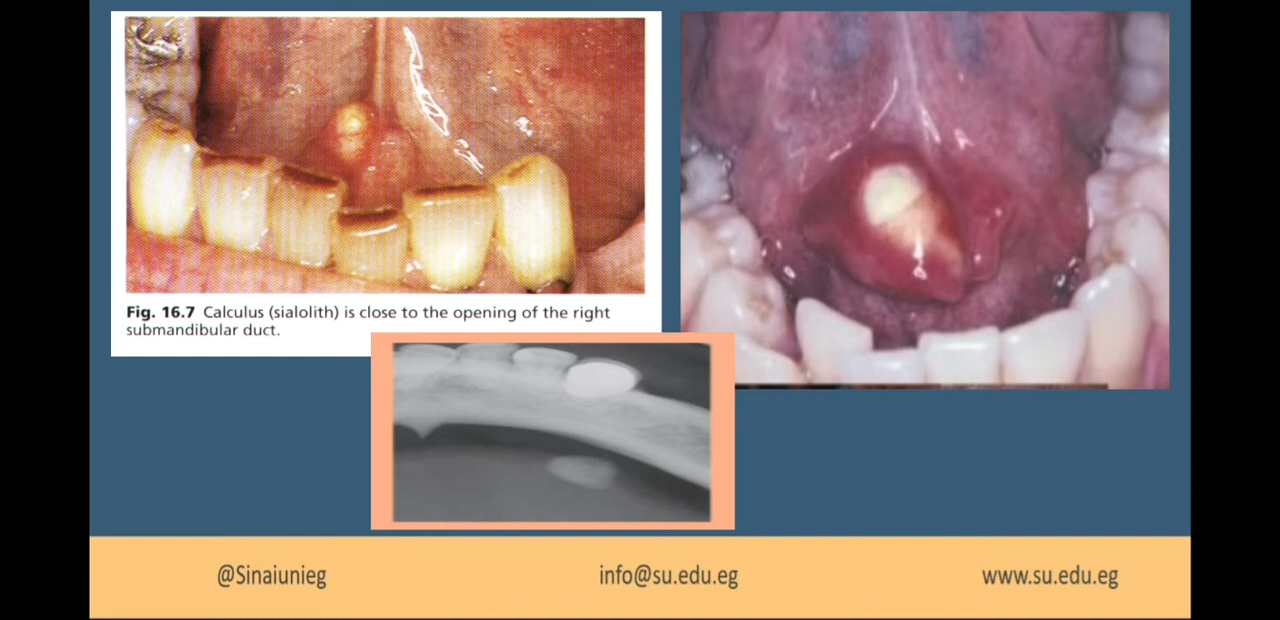 Fig. 16.7 Calculus (sialolith) is close to the opening of the right
submandibular duct.
@Sinaiunieg
info@su.edu.eg
www.su.edu.eg